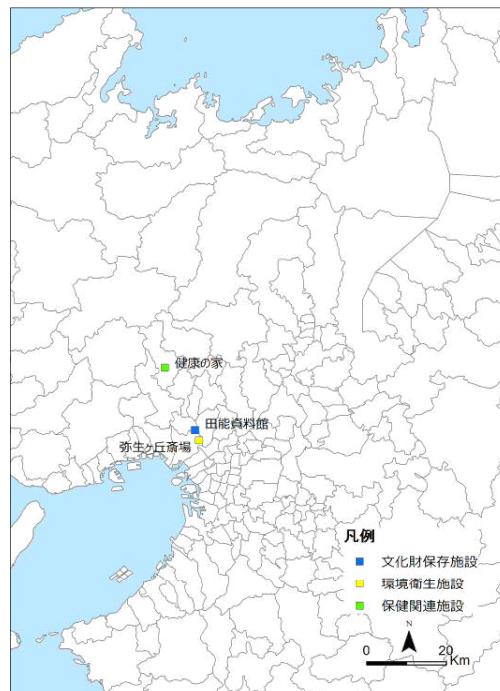 健康の家
田能資料館
弥生ヶ丘斎場
凡例
文化財保存施設
環境衛生施設
保健関連施設
N
0 20
Km